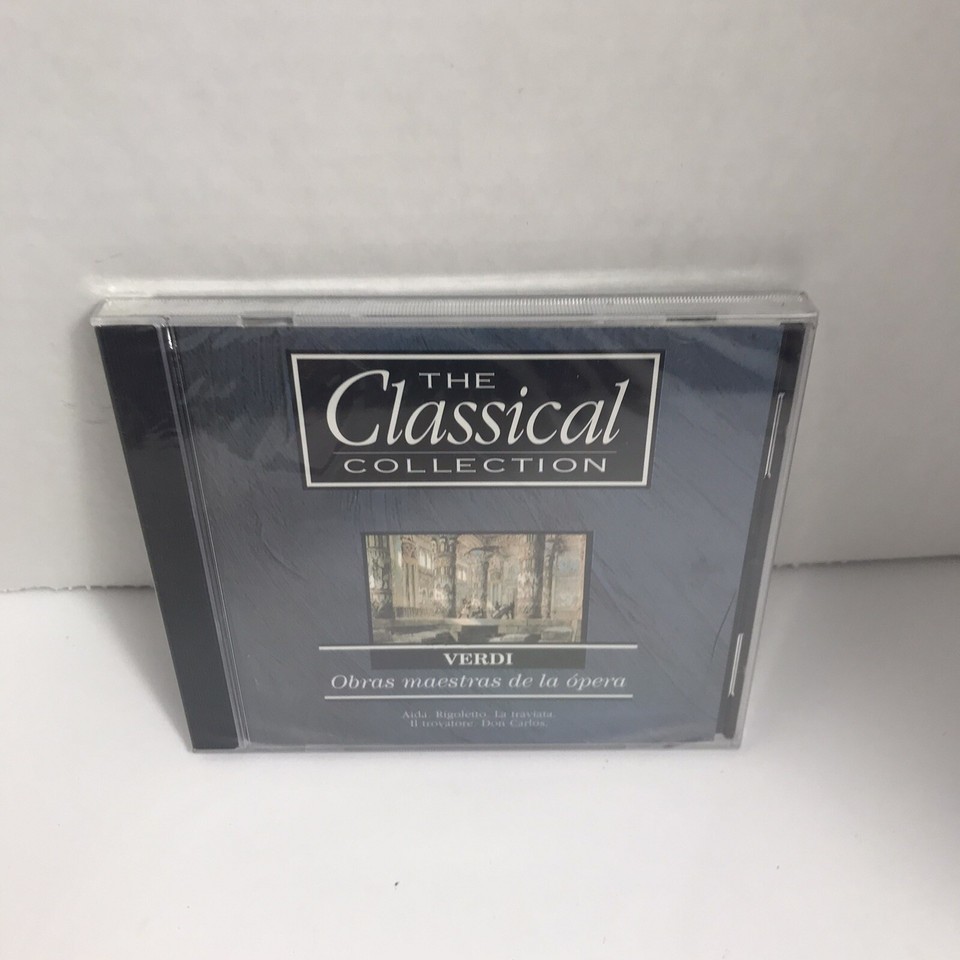 THE
Classical
COLLECTION
VERDI
Obras maestras de la ópera
Aida. Rigoletto. La traviata.
Il trovatore. Don Carlos.